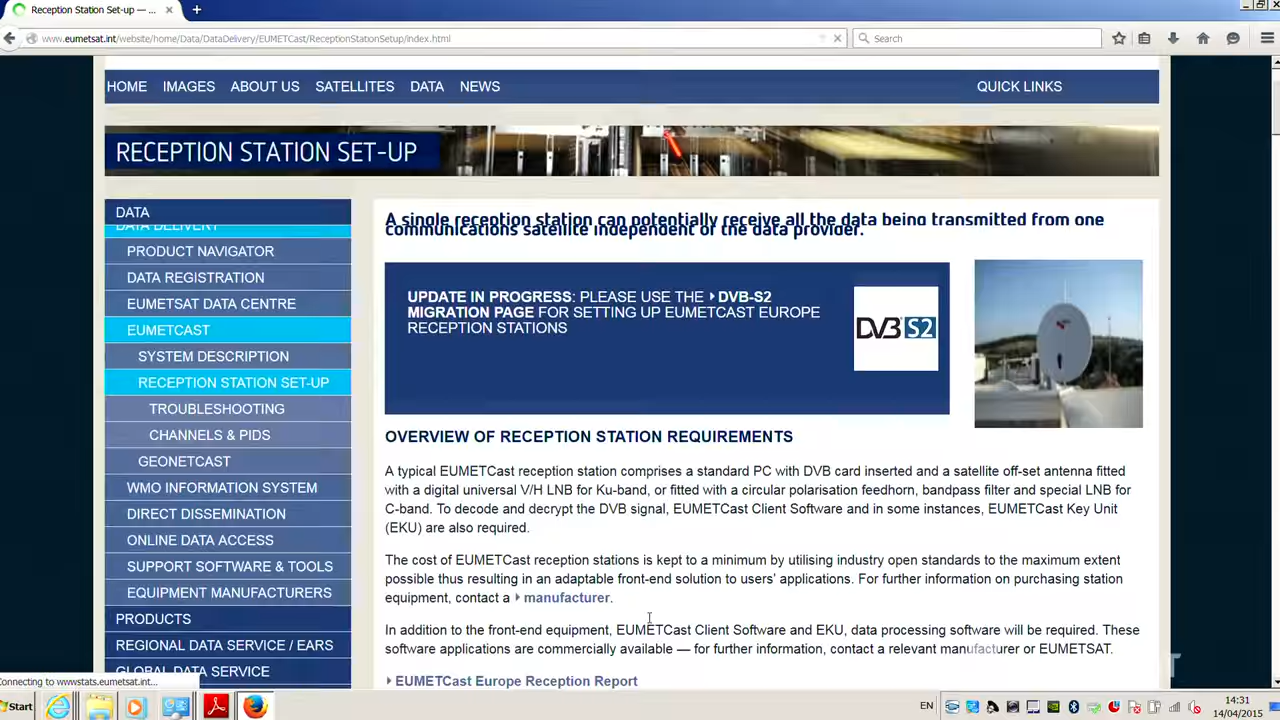 Reception Station Set-up — ...
www.eumetsat.int/website/home/Data/DataDelivery/EUMETCast/ReceptionStationSetup/index.html
Search
HOME IMAGES ABOUT US SATELLITES DATA NEWS QUICK LINKS
RECEPTION STATION SET-UP
DATA
DATA DELIVERY
PRODUCT NAVIGATOR
DATA REGISTRATION
EUMETSAT DATA CENTRE
EUMETCAST
SYSTEM DESCRIPTION
RECEPTION STATION SET-UP
TROUBLESHOOTING
CHANNELS & PIDS
GEONETCAST
WMO INFORMATION SYSTEM
DIRECT DISSEMINATION
ONLINE DATA ACCESS
SUPPORT SOFTWARE & TOOLS
EQUIPMENT MANUFACTURERS
PRODUCTS
REGIONAL DATA SERVICE / EARS
GLOBAL DATA SERVICE
A single reception station can potentially receive all the data being transmitted from one
communications satellite independent of the data provider.
UPDATE IN PROGRESS: PLEASE USE THE DVB-S2
MIGRATION PAGE FOR SETTING UP EUMETCAST EUROPE
RECEPTION STATIONS
DVB S2
OVERVIEW OF RECEPTION STATION REQUIREMENTS
A typical EUMETCast reception station comprises a standard PC with DVB card inserted and a satellite off-set antenna fitted
with a digital universal V/H LNB for Ku-band, or fitted with a circular polarisation feedhorn, bandpass filter and special LNB for
C-band. To decode and decrypt the DVB signal, EUMETCast Client Software and in some instances, EUMETCast Key Unit
(EKU) are also required.
The cost of EUMETCast reception stations is kept to a minimum by utilising industry open standards to the maximum extent
possible thus resulting in an adaptable front-end solution to users' applications. For further information on purchasing station
equipment, contact a manufacturer.
In addition to the front-end equipment, EUMETCast Client Software and EKU, data processing software will be required. These
software applications are commercially available — for further information, contact a relevant manufacturer or EUMETSAT.
EUMETCast Europe Reception Report
Connecting to wwwstats.eumetsat.int...
Start
EN
14:31
14/04/2015